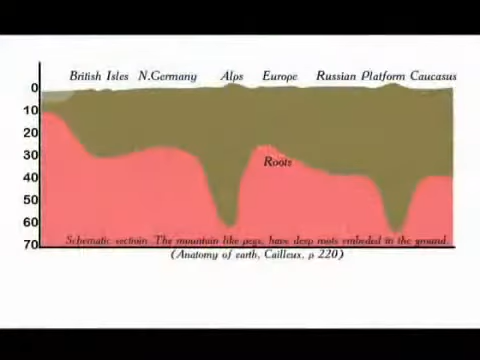 British Isles N.Germany Alps Europe Russian Platform Caucasus
0
10
20
30
40
50
60
70
Roots
Schematic sectioin. The mountain like pegs, have deep roots embeded in the ground.
(Anatomy of earth, Cailleux, p 220)